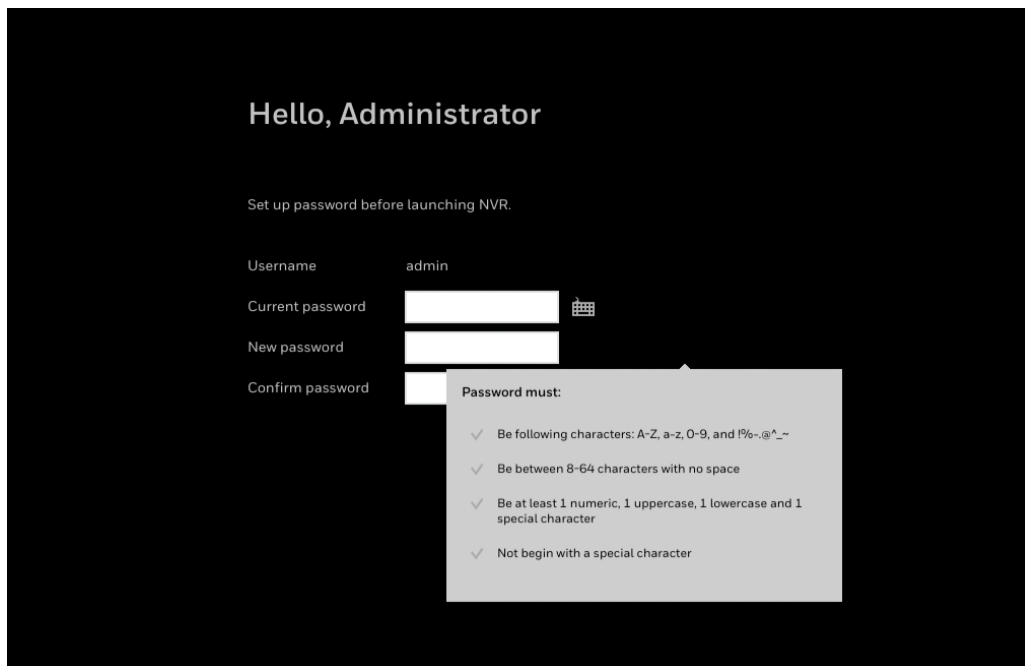 Hello, Administrator
Set up password before launching NVR.
Username admin
Current password
New password
Confirm password
Password must:
Be following characters: A-Z, a-z, 0-9, and !%-.@^_~
Be between 8-64 characters with no space
Be at least 1 numeric, 1 uppercase, 1 lowercase and 1
special character
Not begin with a special character